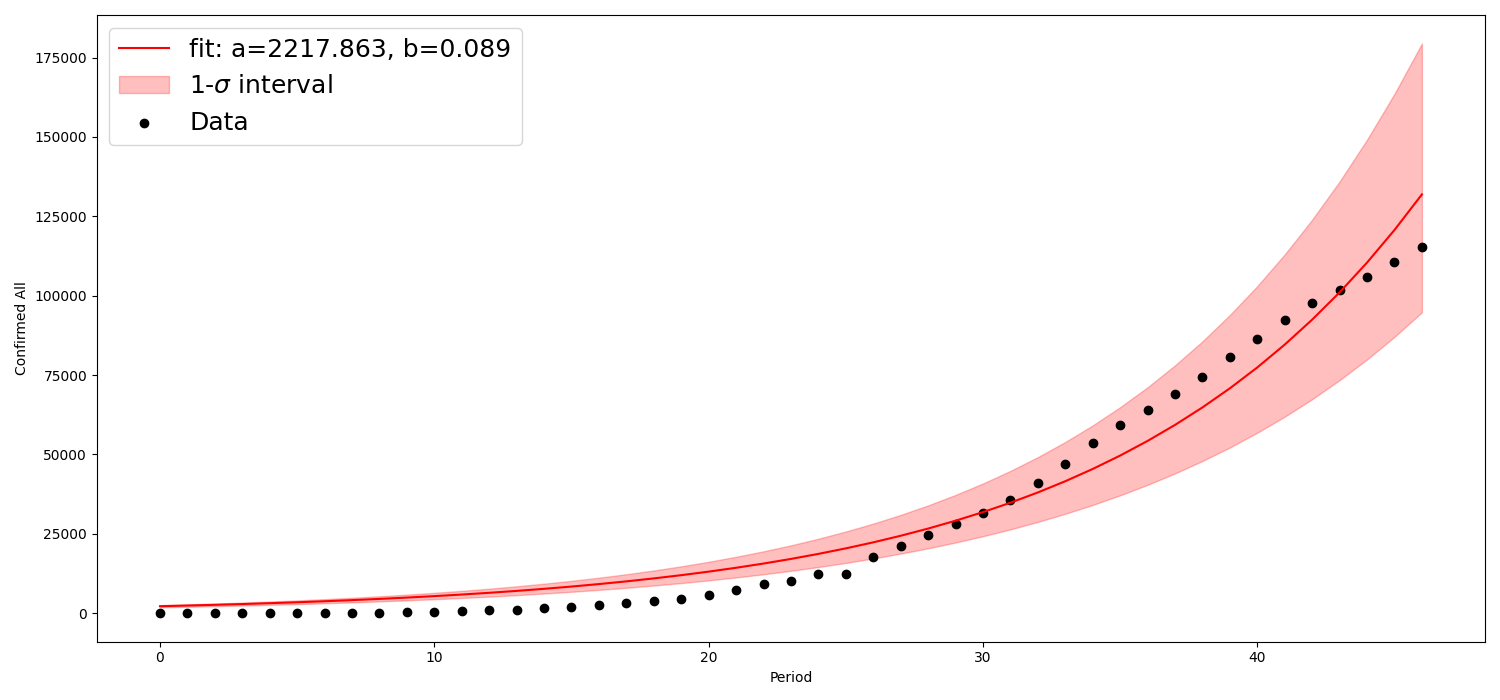 fit: a=2217.863, b=0.089
1-σ interval
Data
175000
150000
125000
100000
75000
50000
25000
0
Confirmed All
0 10 20 30 40
Period